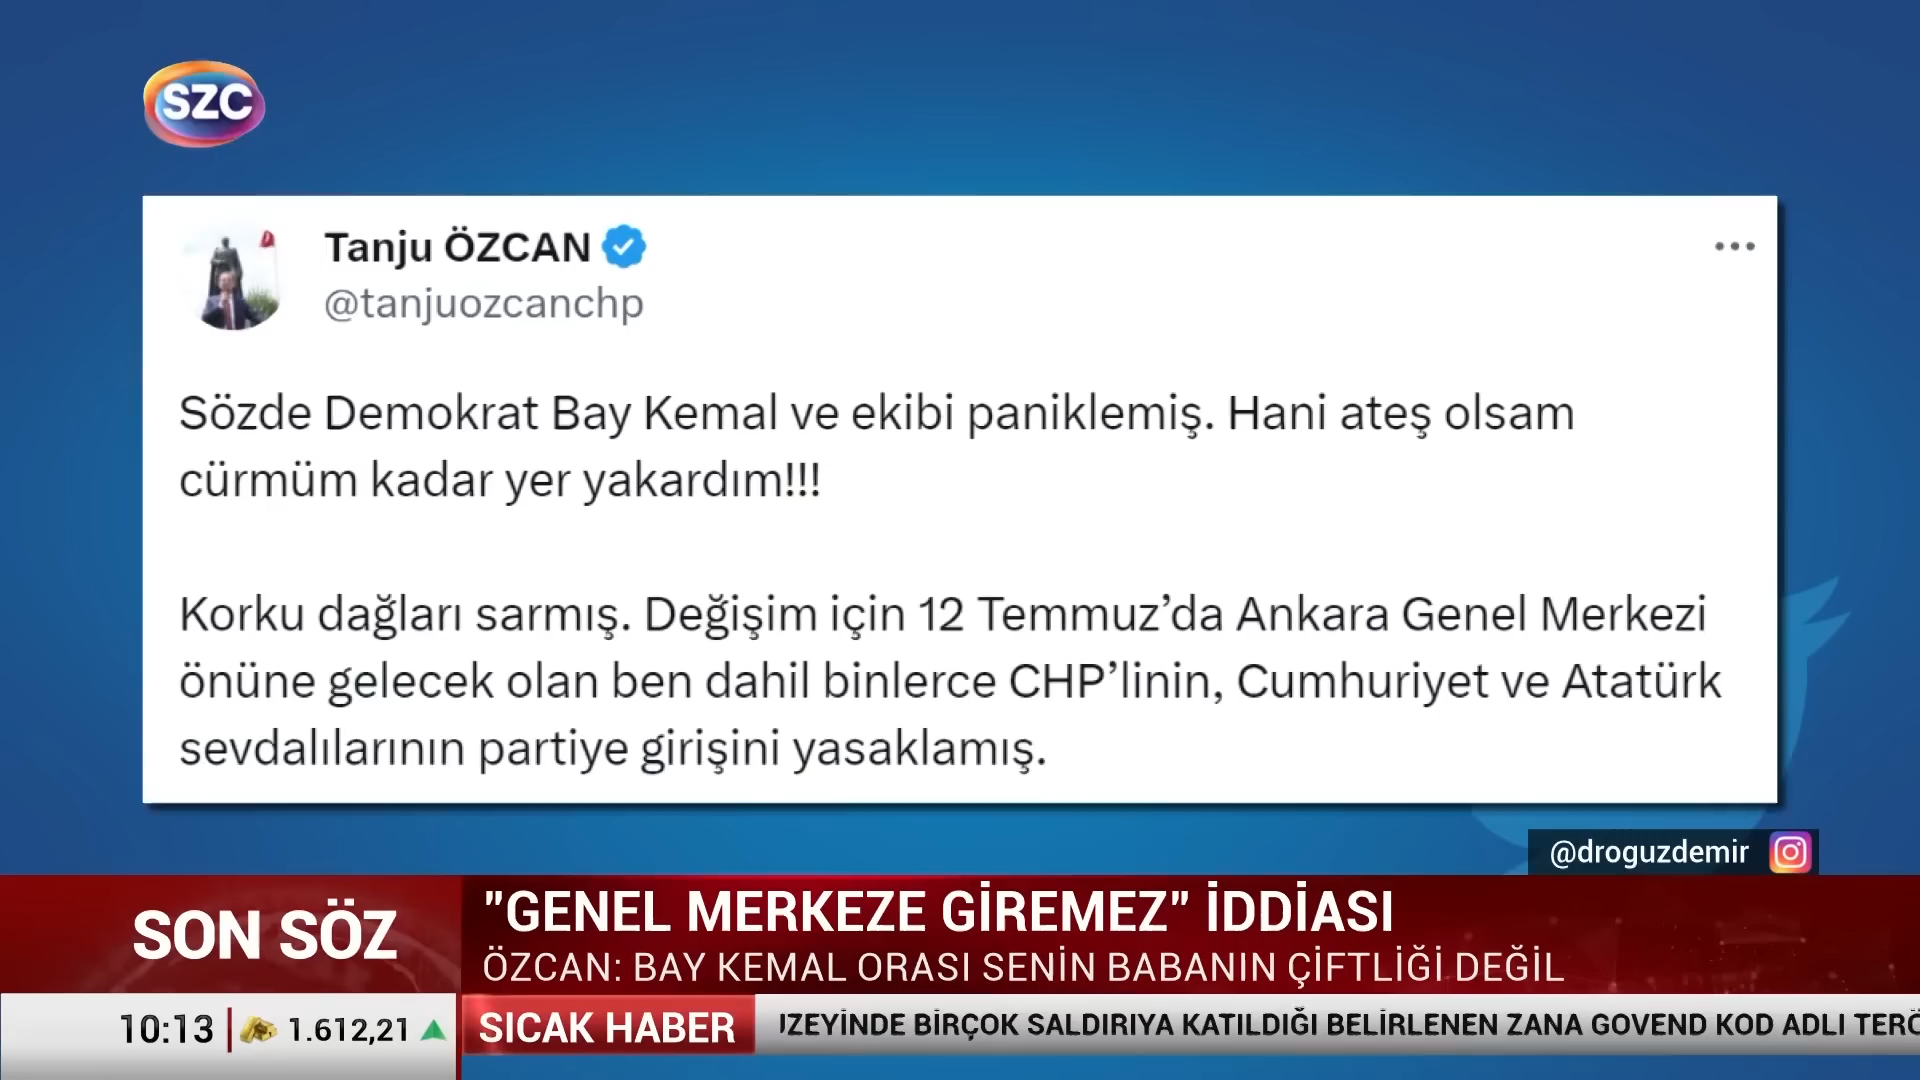 SZC
Tanju ÖZCAN
@tanjuozcanchp
Sözde Demokrat Bay Kemal ve ekibi paniklemiş. Hani ateş olsam
cürmüm kadar yer yakardım!!!
Korku dağları sarmış. Değişim için 12 Temmuz’da Ankara Genel Merkezi
önüne gelecek olan ben dahil binlerce CHP’linin, Cumhuriyet ve Atatürk
sevdalılarının partiye girişini yasaklamış.
@droguzdemir
SON SÖZ
"GENEL MERKEZE GİREMEZ" İDDİASI
ÖZCAN: BAY KEMAL ORASI SENİN BABANIN ÇİFTLİĞİ DEĞİL
10:13 1.612,21
SICAK HABER
BİRÇOK SALDIRIYA KATILDIĞI BELİRLENEN ZANA GOVEND KOD ADLI